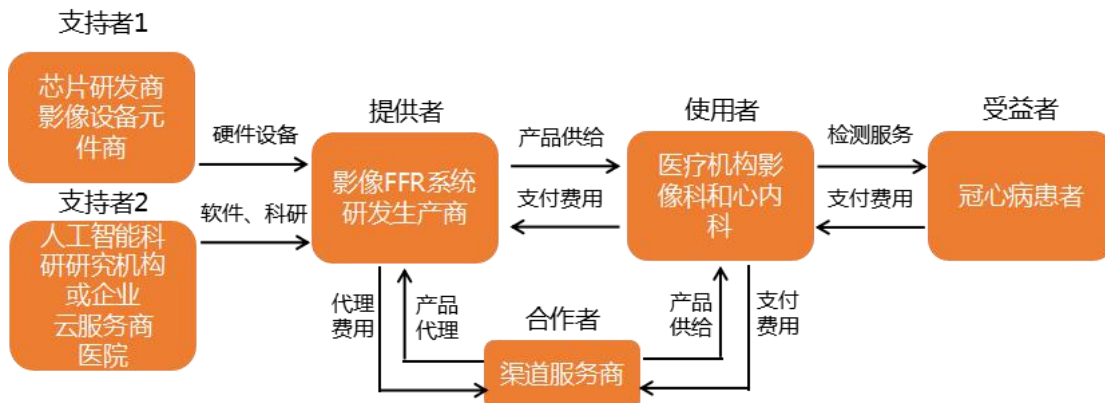 支持者1
芯片研发商
影像设备元
件商
硬件设备
支持者2
人工智能科
研研究机构
或企业
云服务商
医院
软件、科研
提供者
影像FFR系统
研发生产商
产品供给
支付费用
使用者
医疗机构影
像科和心内
科
检测服务
支付费用
受益者
冠心病患者
代理
费用
产品
代理
合作者
渠道服务商
产品
供给
支付
费用